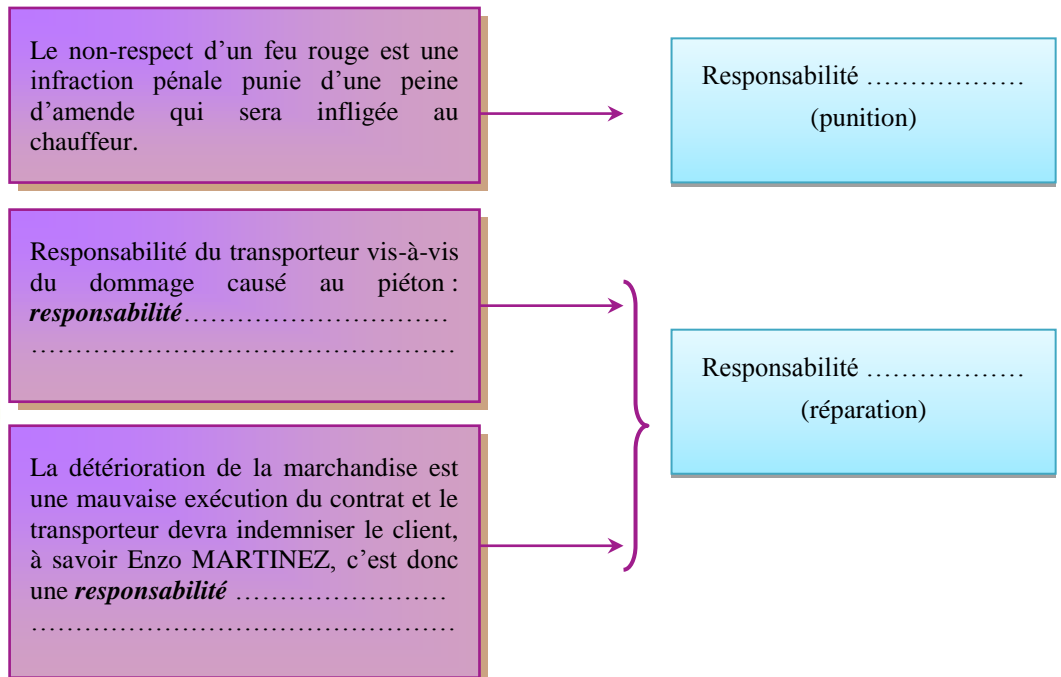 Le non-respect d’un feu rouge est une
infraction pénale punie d’une peine
d’amende qui sera infligée au
chauffeur.
Responsabilité ………………
(punition)
Responsabilité du transporteur vis-à-vis
du dommage causé au piéton :
responsabilité…………………………
…………………………………………
Responsabilité ………………
(réparation)
La détérioration de la marchandise est
une mauvaise exécution du contrat et le
transporteur devra indemniser le client,
à savoir Enzo MARTINEZ, c’est donc
une responsabilité ……………………
…………………………………………